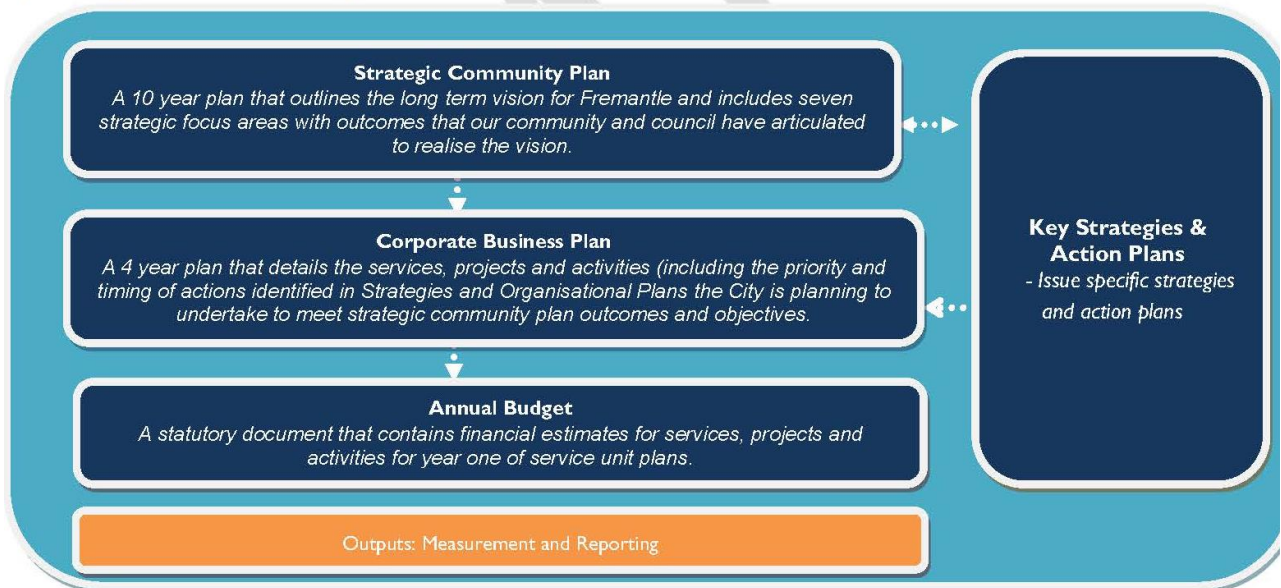 Strategic Community Plan
A 10 year plan that outlines the long term vision for Fremantle and includes seven
strategic focus areas with outcomes that our community and council have articulated
to realise the vision.
Corporate Business Plan
A 4 year plan that details the services, projects and activities (including the priority and
timing of actions identified in Strategies and Organisational Plans the City is planning to
undertake to meet strategic community plan outcomes and objectives.
Annual Budget
A statutory document that contains financial estimates for services, projects and
activities for year one of service unit plans.
Outputs: Measurement and Reporting
Key Strategies &
Action Plans
- Issue specific strategies
and action plans